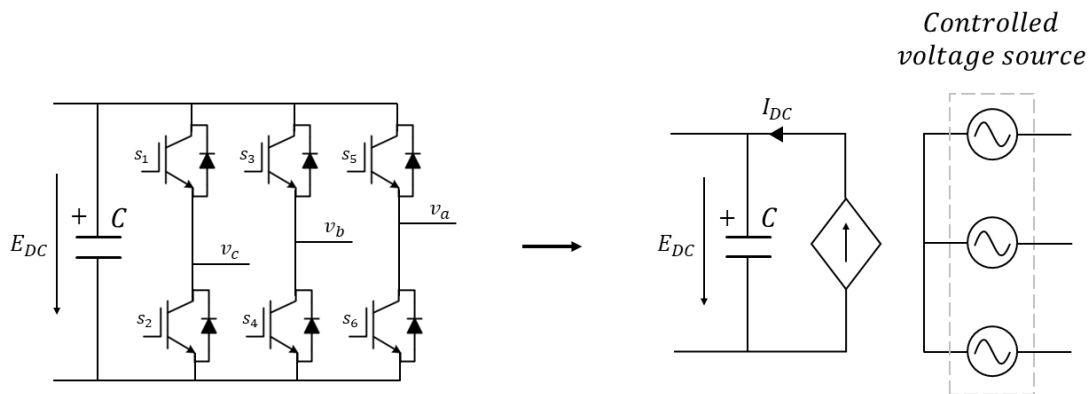 Controlled
voltage source
I_DC
s_1
s_3
s_5
+ C
E_DC
v_a
v_b
v_c
s_2
s_4
s_6
+ C
E_DC